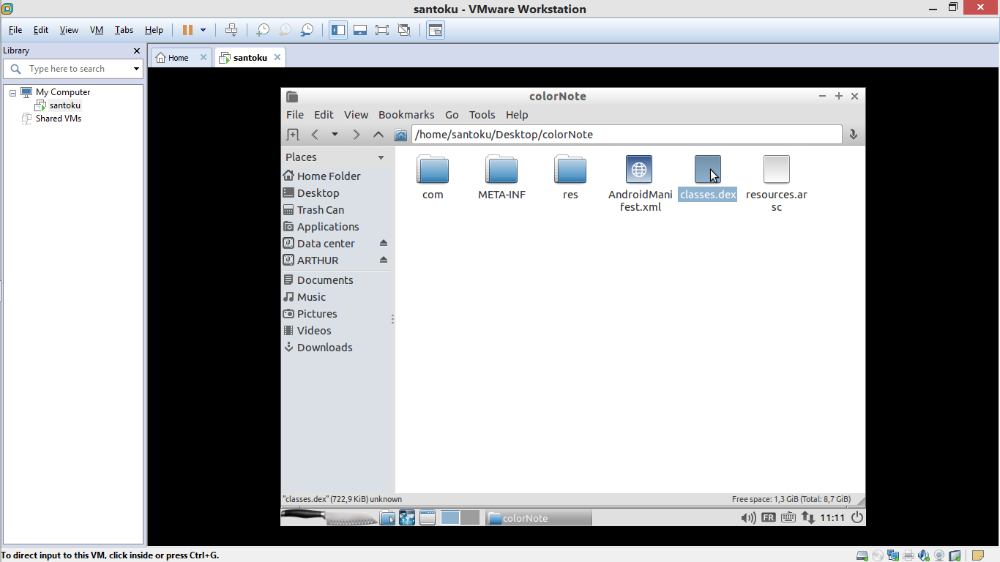 santoku - VMware Workstation
File Edit View VM Tabs Help
Library
Home
santoku
Type here to search
My Computer
santoku
Shared VMs
colorNote
File Edit View Bookmarks Go Tools Help
/home/santoku/Desktop/colorNote
Places
Home Folder
Desktop
Trash Can
Applications
Data center
ARTHUR
Documents
Music
Pictures
Videos
Downloads
com
META-INF
res
AndroidMani
fest.xml
classes.dex
resources.ar
sc
"classes.dex" (722,9 KiB) unknown
Free space: 1,3 GiB (Total: 8,7 GiB)
colorNote
FR
11:11
To direct input to this VM, click inside or press Ctrl+G.